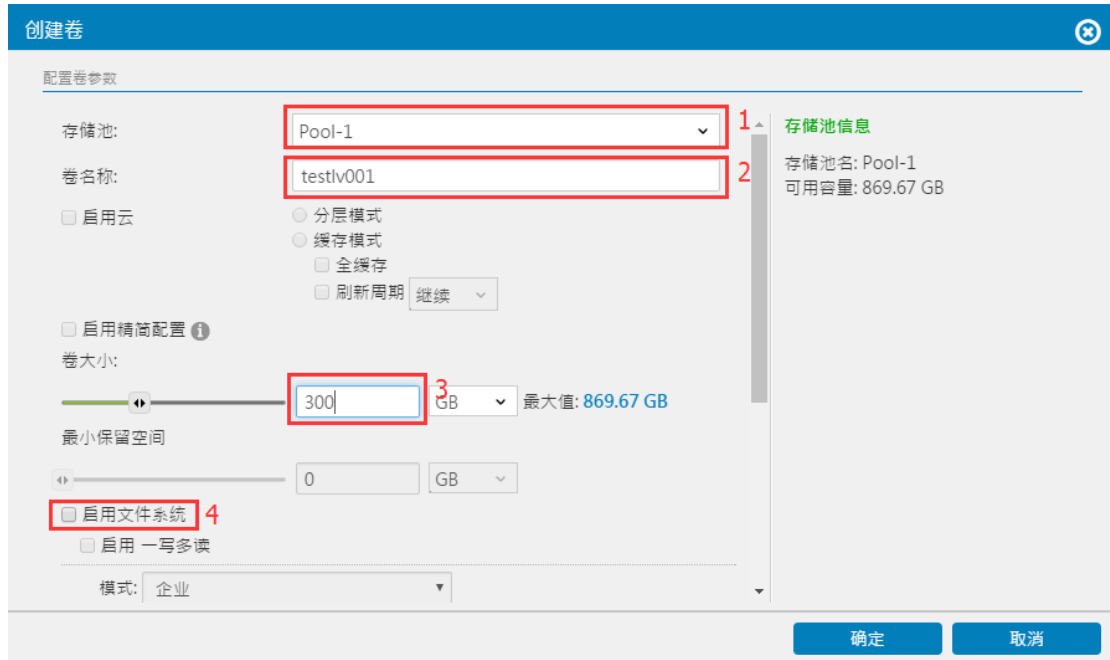 创建卷
配置卷参数
存储池: Pool-1 1
卷名称: testlv001 2
启用云 分层模式
缓存模式
全缓存
刷新周期 继续
启用精简配置
卷大小:
300 3 GB 最大值: 869.67 GB
最小保留空间
0 GB
启用文件系统 4
启用 一写多读
模式: 企业
存储池信息
存储池名: Pool-1
可用容量: 869.67 GB
确定 取消